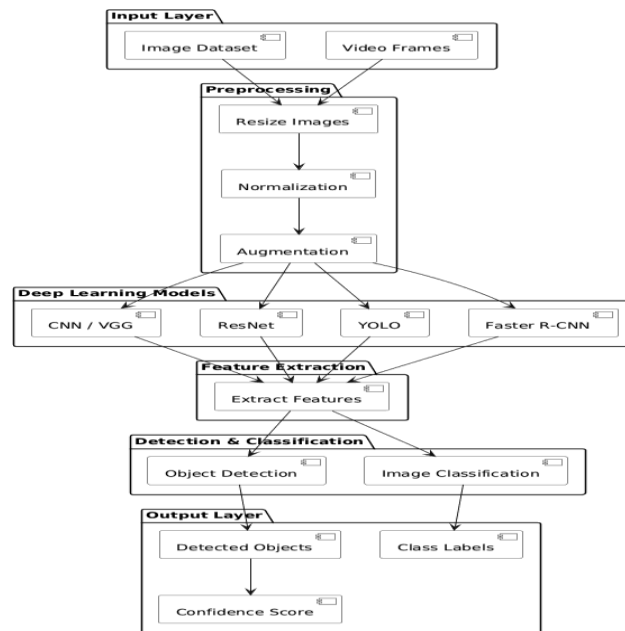 Input Layer
Image Dataset
Video Frames
Preprocessing
Resize Images
Normalization
Augmentation
Deep Learning Models
CNN / VGG
ResNet
YOLO
Faster R-CNN
Feature Extraction
Extract Features
Detection & Classification
Object Detection
Image Classification
Output Layer
Detected Objects
Class Labels
Confidence Score